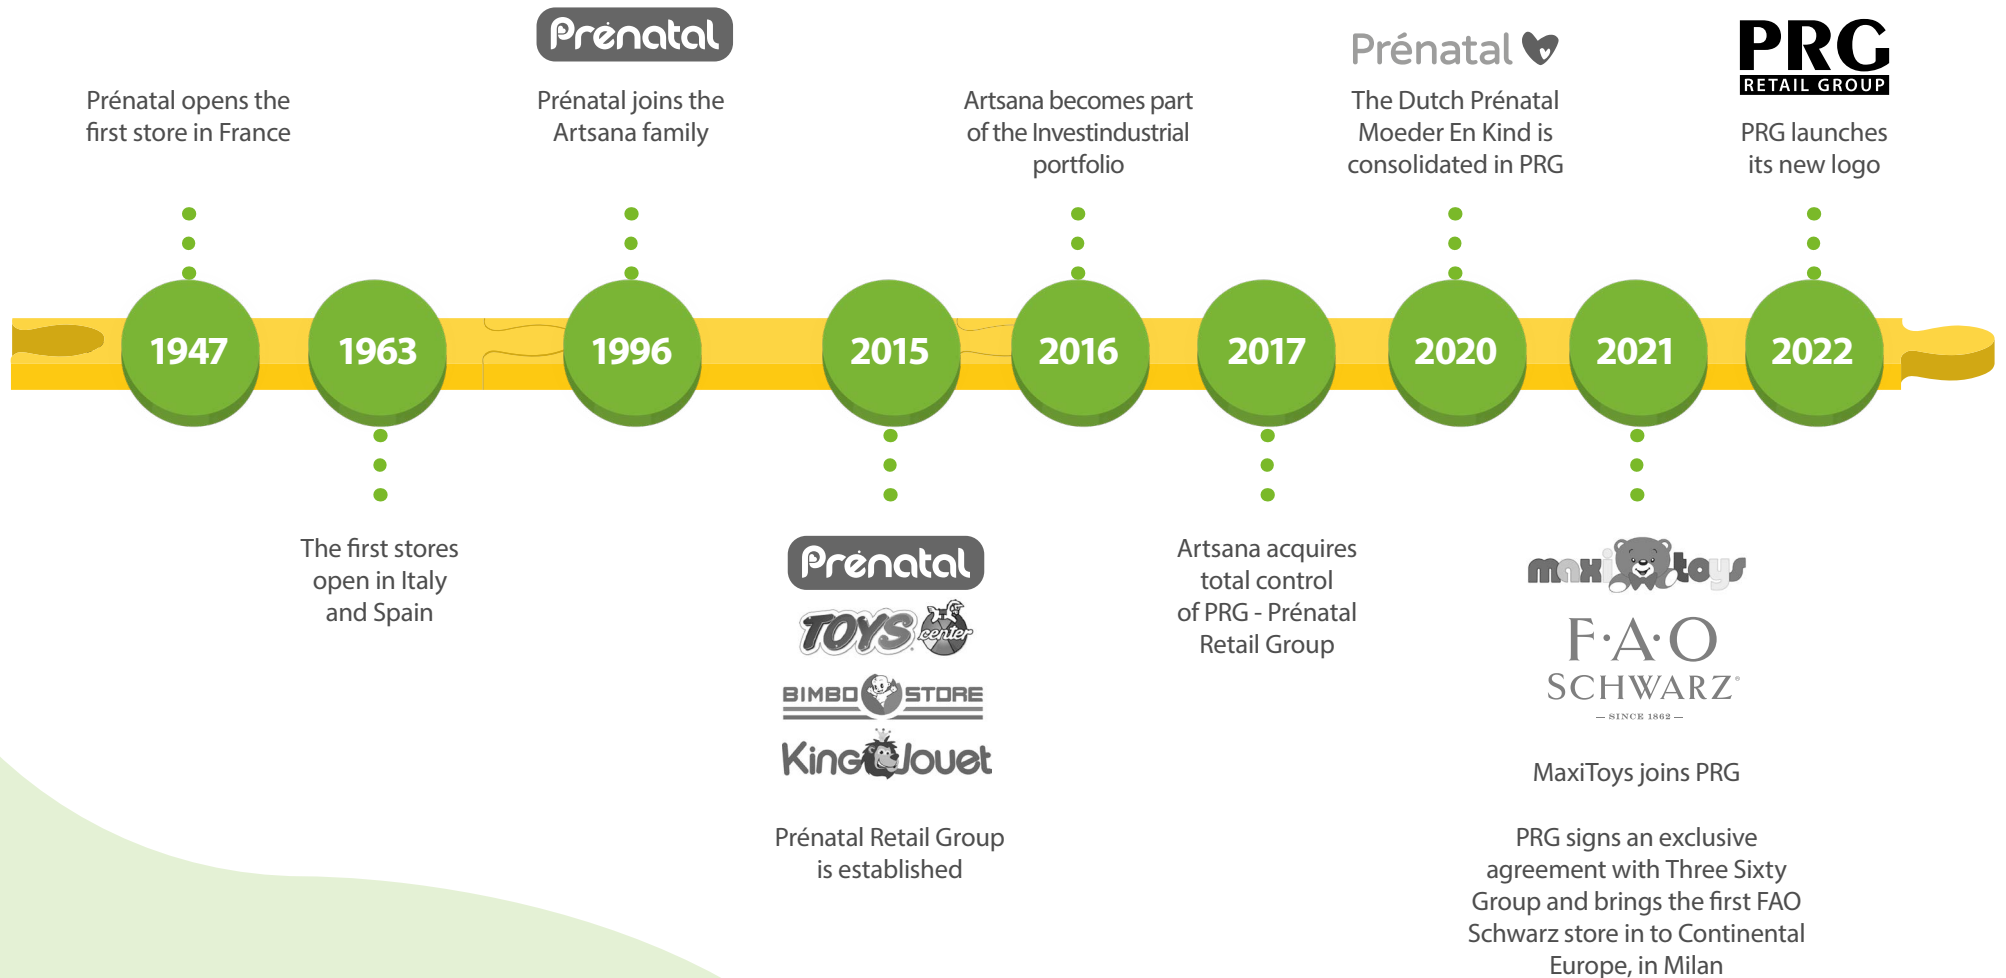 Prénatal
Prénatal opens the
first store in France
Prénatal joins the
Artsana family
Artsana becomes part
of the Investindustrial
portfolio
Prénatal
The Dutch Prénatal
Moeder En Kind is
consolidated in PRG
PRG
RETAIL GROUP
PRG launches
its new logo
1947
1963
1996
2015
2016
2017
2020
2021
2022
The first stores
open in Italy
and Spain
Prénatal
TOYS center
BIMBO STORE
King Jouet
Prénatal Retail Group
is established
Artsana acquires
total control
of PRG - Prénatal
Retail Group
maxi toys
F·A·O
SCHWARZ®
— SINCE 1862 —
MaxiToys joins PRG
PRG signs an exclusive
agreement with Three Sixty
Group and brings the first FAO
Schwarz store in to Continental
Europe, in Milan